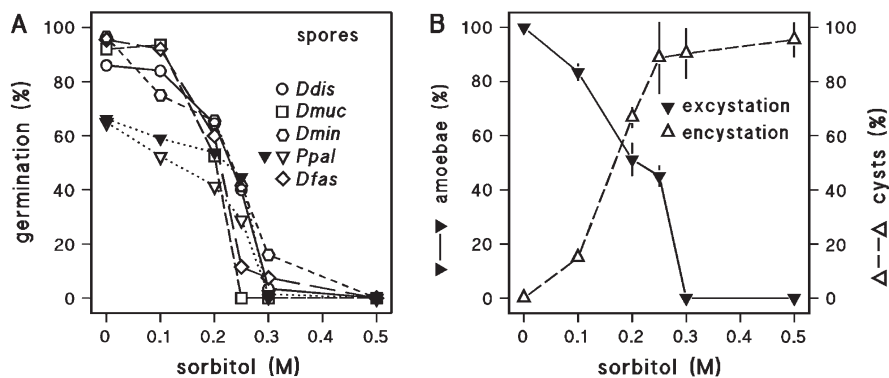 A
spores
100
80
60
40
20
0
germination (%)
Ddis
Dmuc
Dmin
Ppal
Dfas
0 0.1 0.2 0.3 0.4 0.5
sorbitol (M)
B
100
80
60
40
20
0
amoebae (%)
excystation
encystation
100
80
60
40
20
0
cysts (%)
0 0.1 0.2 0.3 0.4 0.5
sorbitol (M)